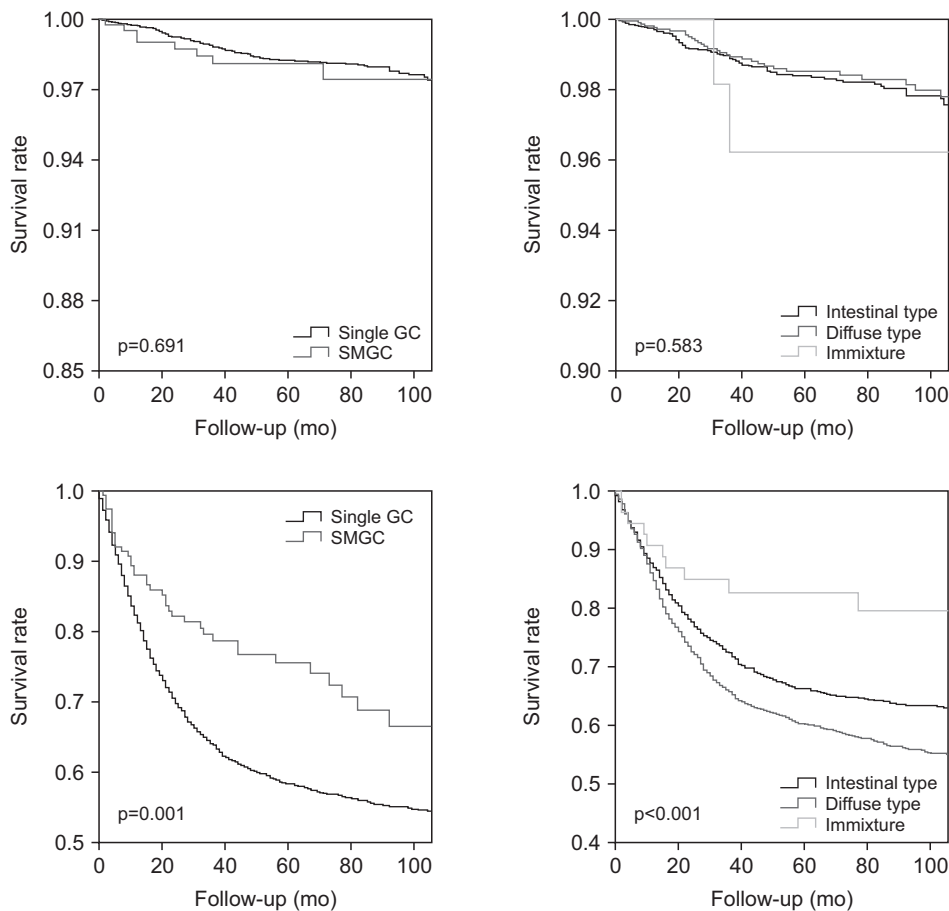 1.00
0.97
0.94
0.91
0.88
0.85
Survival rate
p=0.691
Single GC
SMGC
0 20 40 60 80 100
Follow-up (mo)
1.00
0.98
0.96
0.94
0.92
0.90
Survival rate
p=0.583
Intestinal type
Diffuse type
Immixture
0 20 40 60 80 100
Follow-up (mo)
1.0
0.9
0.8
0.7
0.6
0.5
Survival rate
Single GC
SMGC
p=0.001
0 20 40 60 80 100
Follow-up (mo)
1.0
0.9
0.8
0.7
0.6
0.5
0.4
Survival rate
p<0.001
Intestinal type
Diffuse type
Immixture
0 20 40 60 80 100
Follow-up (mo)